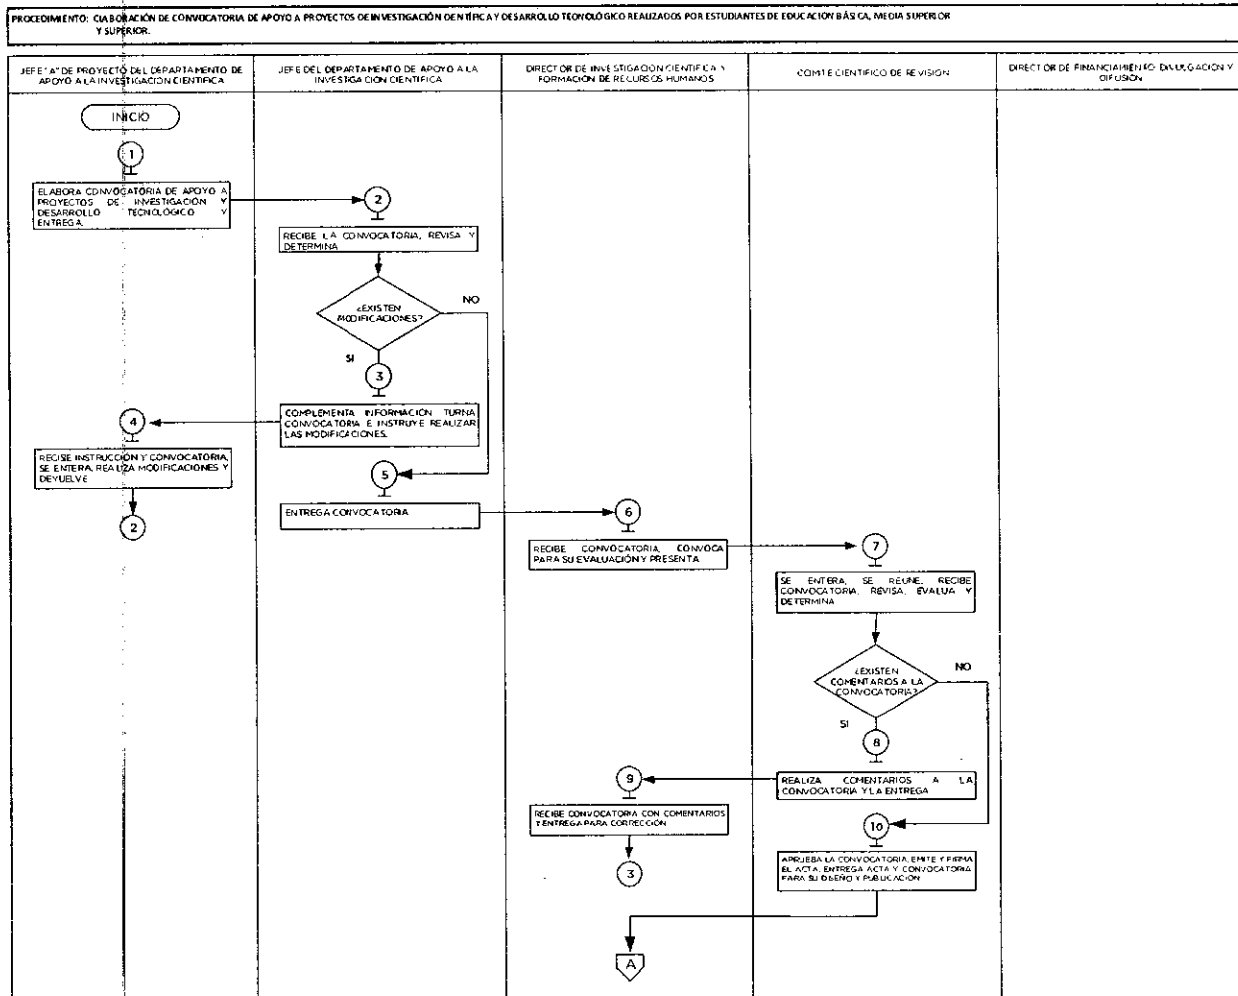 PROCEDIMIENTO: ELABORACIÓN DE CONVOCATORIA DE APOYO A PROYECTOS DE INVESTIGACIÓN CIENTÍFICA Y DESARROLLO TECNOLÓGICO REALIZADOS POR ESTUDIANTES DE EDUCACIÓN BÁSICA, MEDIA SUPERIOR
Y SUPERIOR.
JEFE "A" DE PROYECTO DEL DEPARTAMENTO DE
APOYO A LA INVESTIGACIÓN CIENTÍFICA
JEFE DEL DEPARTAMENTO DE APOYO A LA
INVESTIGACIÓN CIENTÍFICA
DIRECTOR DE INVESTIGACIÓN CIENTÍFICA Y
FORMACIÓN DE RECURSOS HUMANOS
COMITE CIENTIFICO DE REVISIÓN
DIRECTOR DE FINANCIAMIENTO, DIVULGACIÓN Y
DIFUSIÓN
INICIO
1
ELABORA CONVOCATORIA DE APOYO A
PROYECTOS DE INVESTIGACIÓN Y
DESARROLLO TECNOLÓGICO Y
ENTREGA.
2
RECIBE LA CONVOCATORIA, REVISA Y
DETERMINA
¿EXISTEN
MODIFICACIONES?
NO
SI
3
COMPLEMENTA INFORMACIÓN TURNA
CONVOCATORIA E INSTRUYE REALIZAR
LAS MODIFICACIONES.
4
RECISE INSTRUCCIÓN Y CONVOCATORIA,
SE ENTERA, REALIZA MODIFICACIONES Y
DEVUELVE
2
5
ENTREGA CONVOCATORIA
6
RECIBE CONVOCATORIA, CONVOCA
PARA SU EVALUACIÓN Y PRESENTA
7
SE ENTERA, SE REUNE, RECIBE
CONVOCATORIA, REVISA, EVALUA Y
DETERMINA
¿EXISTEN
COMENTARIOS A LA
CONVOCATORIA?
NO
SI
8
REALIZA COMENTARIOS A LA
CONVOCATORIA Y LA ENTREGA
9
RECIBE CONVOCATORIA CON COMENTARIOS
Y ENTREGA PARA CORRECCIÓN
3
10
APRUEBA LA CONVOCATORIA, EMITE Y FIRMA
EL ACTA, ENTREGA ACTA Y CONVOCATORIA
PARA SU DISEÑO Y PUBLICACIÓN
A